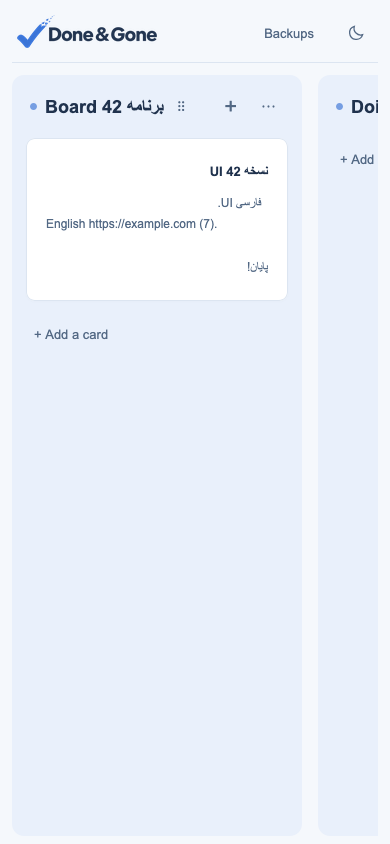 Done & Gone
Backups
برنامه Board 42
+
...
Doi
نسخه UI 42
فارسی UI.
English https://example.com (7).
پایان!
+ Add a card
+ Add